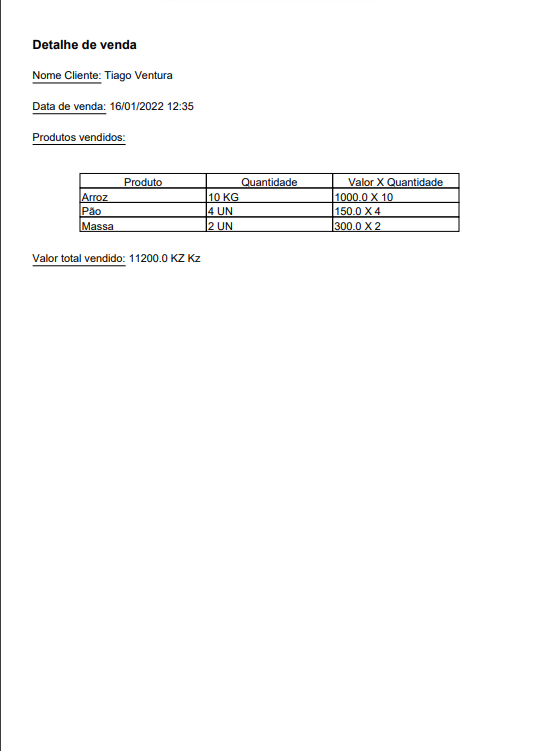 Detalhe de venda
Nome Cliente: Tiago Ventura
Data de venda: 16/01/2022 12:35
Produtos vendidos:
Produto Quantidade Valor X Quantidade
Arroz 10 KG 1000.0 X 10
Pão 4 UN 150.0 X 4
Massa 2 UN 300.0 X 2
Valor total vendido: 11200.0 KZ Kz